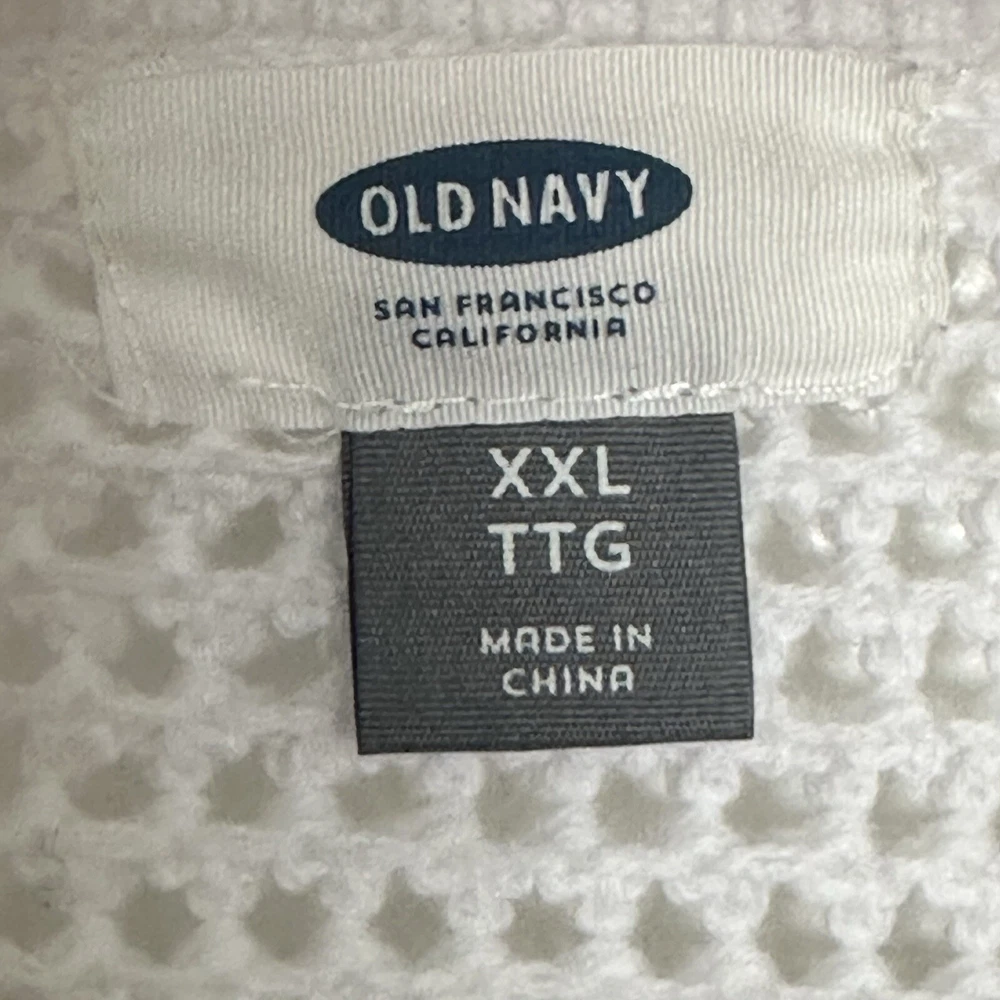 OLD NAVY
SAN FRANCISCO
CALIFORNIA
XXL
TTG
MADE IN
CHINA